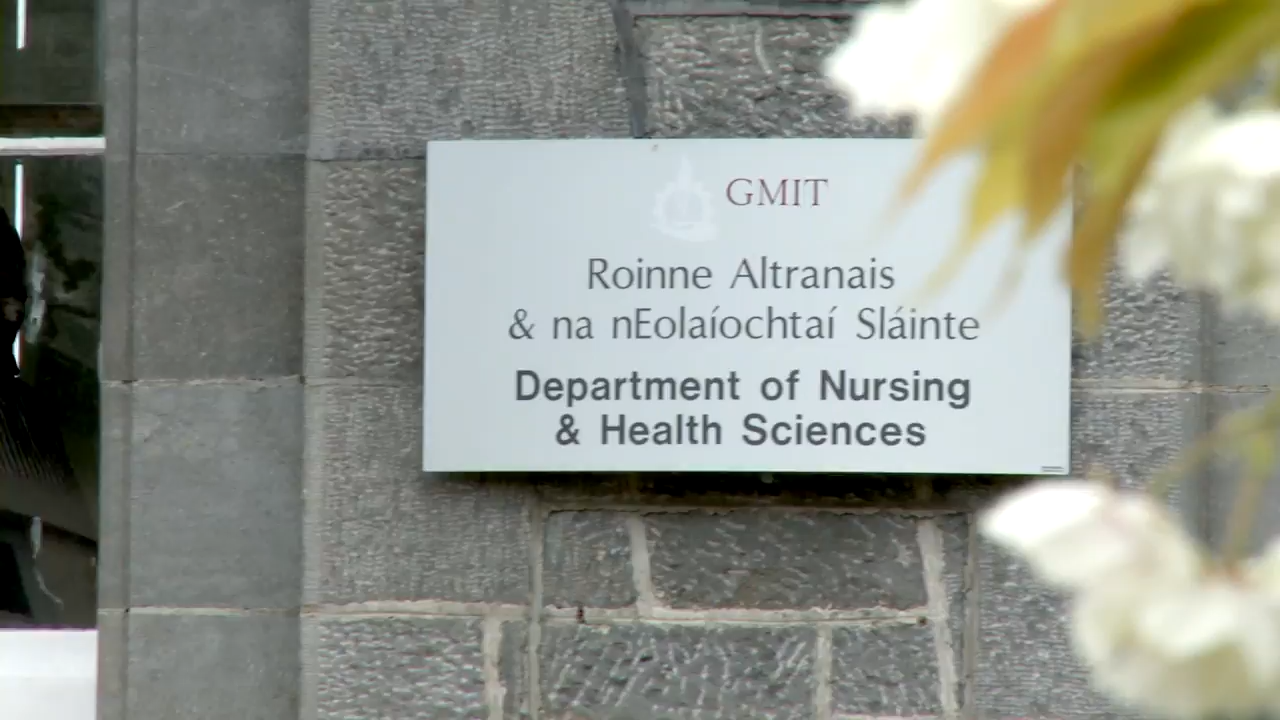 GMIT
Roinne Altranais
& na nEolaíochtaí Sláinte
Department of Nursing
& Health Sciences